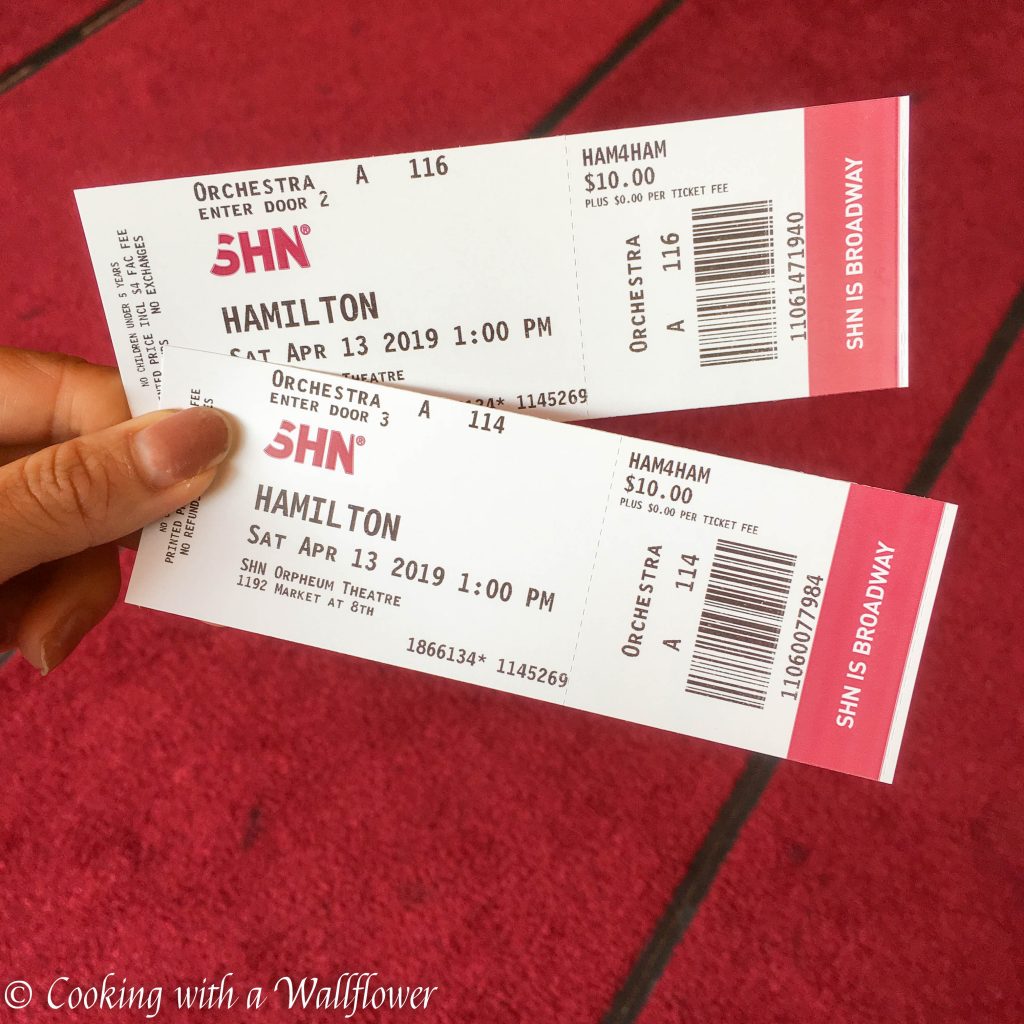 ORCHESTRA A 116
ENTER DOOR 2
SHN®
HAMILTON
SAT APR 13 2019 1:00 PM
THEATRE
1145269
NO CHILDREN UNDER 5 YEARS
PRICE INCL $4 FAC FEE
NO EXCHANGES
HAM4HAM
$10.00
PLUS $0.00 PER TICKET FEE
ORCHESTRA
A 116
11061471940
SHN IS BROADWAY
ORCHESTRA A 114
ENTER DOOR 3
SHN®
HAMILTON
SAT APR 13 2019 1:00 PM
SHN ORPHEUM THEATRE
1192 MARKET AT 8TH
1866134* 1145269
PRINTED
HAM4HAM
$10.00
PLUS $0.00 PER TICKET FEE
ORCHESTRA
A 114
11060077984
SHN IS BROADWAY
© Cooking with a Wallflower